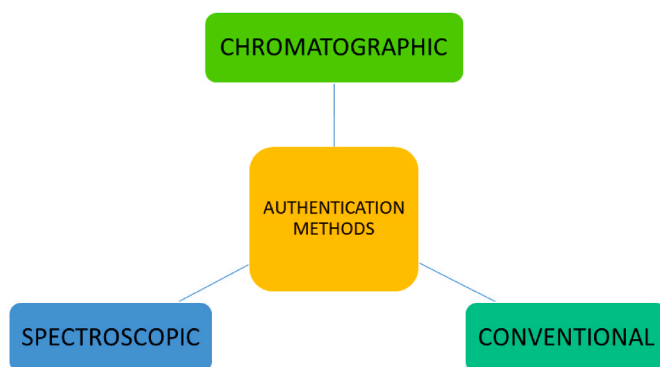 CHROMATOGRAPHIC
AUTHENTICATION
METHODS
SPECTROSCOPIC
CONVENTIONAL